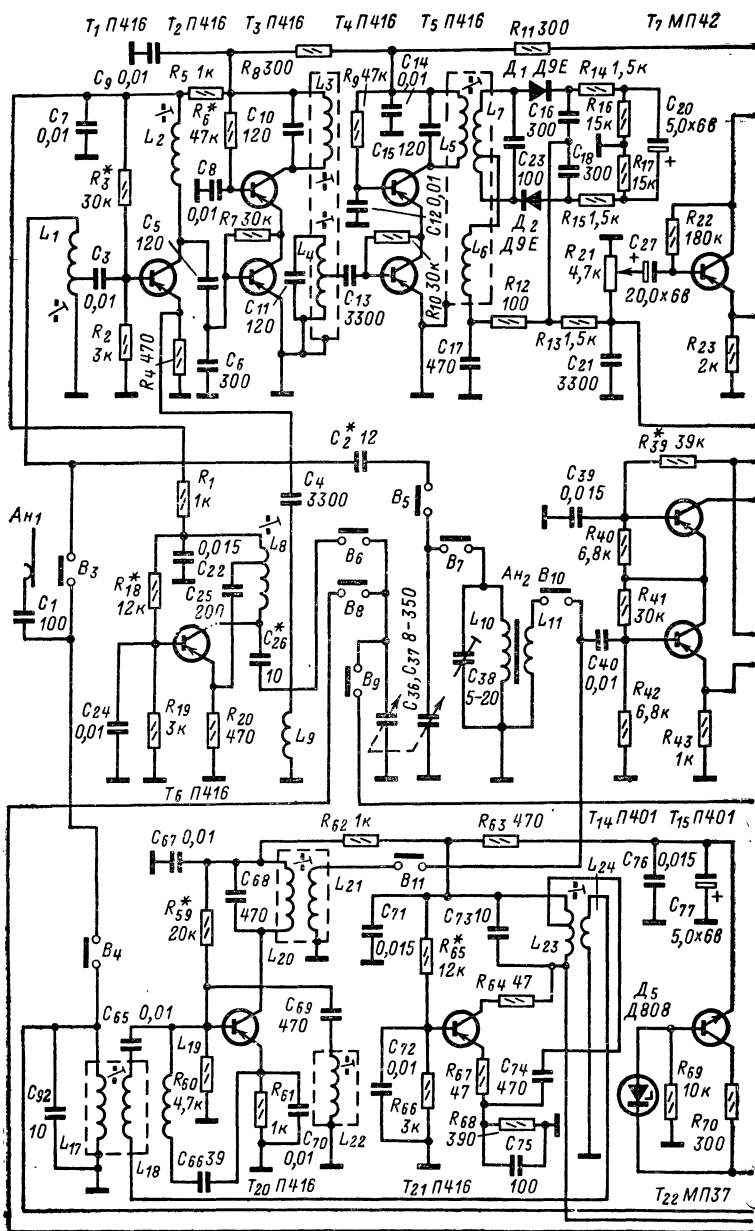 T1 П416 T2 П416 T3 П416 T4 П416 T5 П416 R11 300 T7 МП42
C9 0,01 R5 1к R8 300 L3 R9 47к C14 0,01 Д1 Д9Е R14 1,5к
C7 0,01 L2 R6* 47к C10 120 C15 120 L5 L7 C16 300 R16 15к C20 5,0×6в
R3* 30к C8 0,01 C12 0,01 C23 100 C18 300 R17 15к
L1 C5 120 R7 30к Д2 Д9Е R15 1,5к R22 180к
C3 0,01 L4 R10 30к L6 R12 100 R21 4,7к C27 20,0×6в
R2 3к R4 470 C6 300 C11 120 C13 3300 C17 470 R13 1,5к C21 3300 R23 2к
C2* 12 R39* 39к
R1 1к C4 3300 C39 0,015
Ан1 B5 R40 6,8к
B3 0,015 L8 B6 B7 Ан2 B10
C1 100 R18* 12к C22 C25 200 B8 L10 L11 R41 30к
C26* 10 C36, C37 8-350 C38 5-20 C40 0,01
B9
C24 0,01 R19 3к R20 470 L9 R42 6,8к R43 1к
T6 П416
C67 0,01 R62 1к R63 470 T14 П401 T15 П401
C68 470 L21 B11 L24 C76 0,015
R59* 20к C71 0,015 C73 10 L23 C77 5,0×6в
B4 L20 R65* 12к
R64 47
C65 0,01 C69 470 Д5 Д808
L19 C72 0,01 R67 47 C74 470
C92 10 R60 4,7к R61 1к R66 3к R68 390 R69 10к R70 300
L17 L18 C66 39 C70 0,01 L22 C75 100
T20 П416 T21 П416 T22 МП37